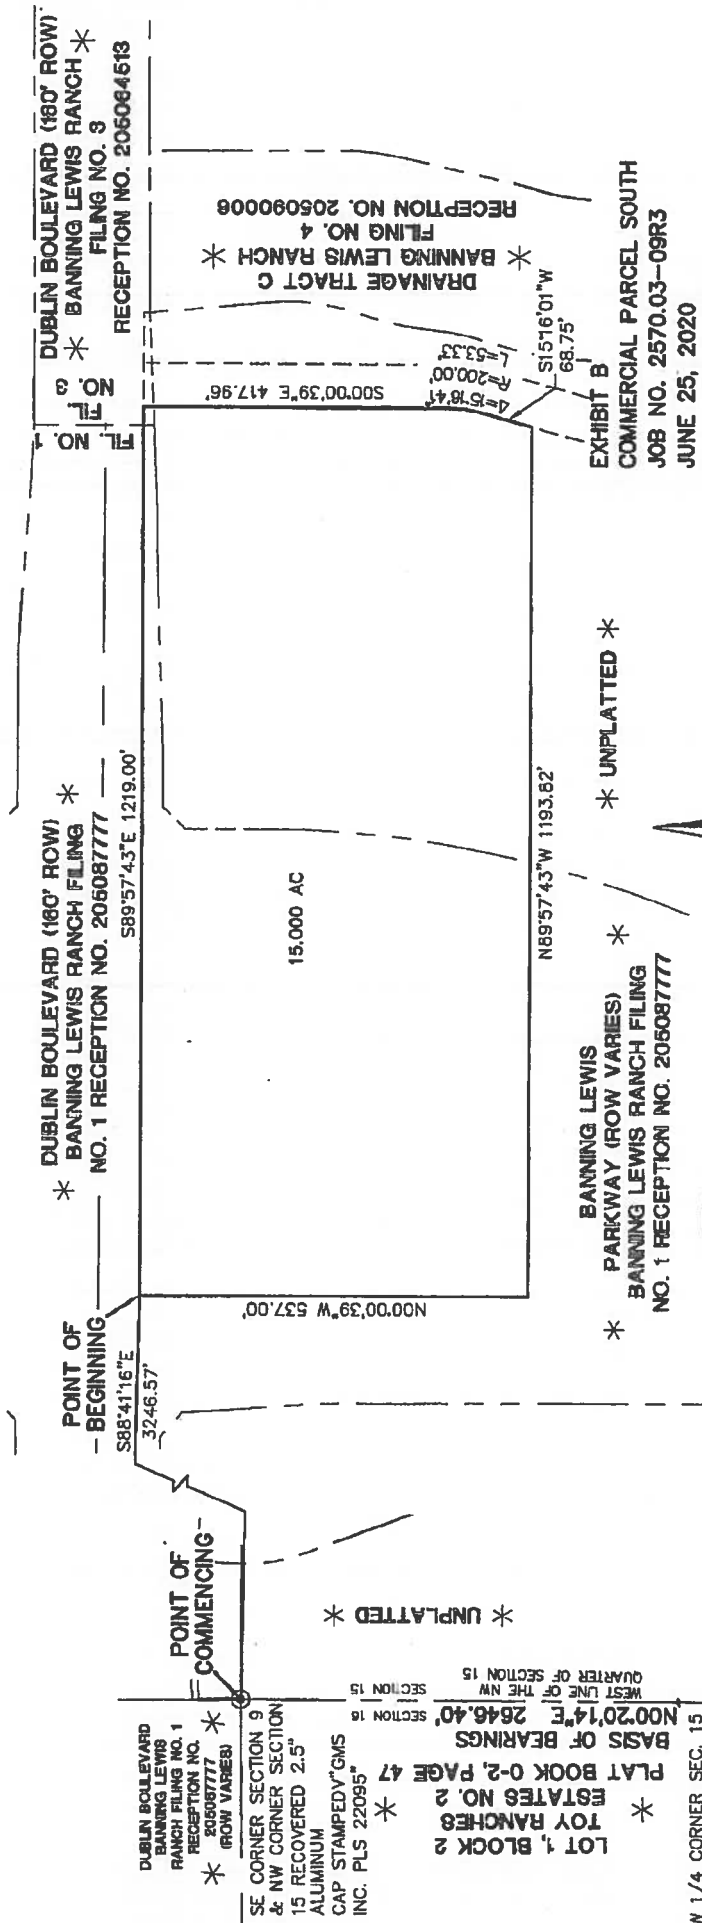 DUBLIN BOULEVARD
BANNING LEWIS
RANCH FILING NO. 1
RECEPTION NO.
205087777
(ROW VARIES)
POINT OF
COMMENCING
SE CORNER SECTION 9
& NW CORNER SECTION
15 RECOVERED 2.5"
ALUMINUM
CAP STAMPEDV"GMS
INC. PLS 22095"
LOT 1, BLOCK 2
TOY RANCHES
ESTATES NO. 2
PLAT BOOK 0-2, PAGE 47
BASIS OF BEARINGS
N00°20'14"E 2646.40'
SECTION 16
SECTION 15
WEST LINE OF THE NW
QUARTER OF SECTION 15
W 1/4 CORNER SEC. 15
UNPLATTED
POINT OF
BEGINNING
S88°41'16"E
3246.57'
DUBLIN BOULEVARD (160' ROW)
BANNING LEWIS RANCH FILING
NO. 1 RECEPTION NO. 205087777
S89°57'43"E 1219.00'
FIL. NO. 1
FIL.
NO. 3
DUBLIN BOULEVARD (160' ROW)
BANNING LEWIS RANCH
FILING NO. 3
RECEPTION NO. 205064513
N00°00'39"W 537.00'
15.000 AC
S00°00'39"E 417.96'
Δ=15°18'41"
R=200.00'
L=53.33'
DRAINAGE TRACT C
BANNING LEWIS RANCH
FILING NO. 4
RECEPTION NO. 205090006
S15°16'01"W
68.75'
N89°57'43"W 1193.62'
UNPLATTED
BANNING LEWIS
PARKWAY (ROW VARIES)
BANNING LEWIS RANCH FILING
NO. 1 RECEPTION NO. 205087777
EXHIBIT B
COMMERCIAL PARCEL SOUTH
JOB NO. 2570.03-09R3
JUNE 25, 2020